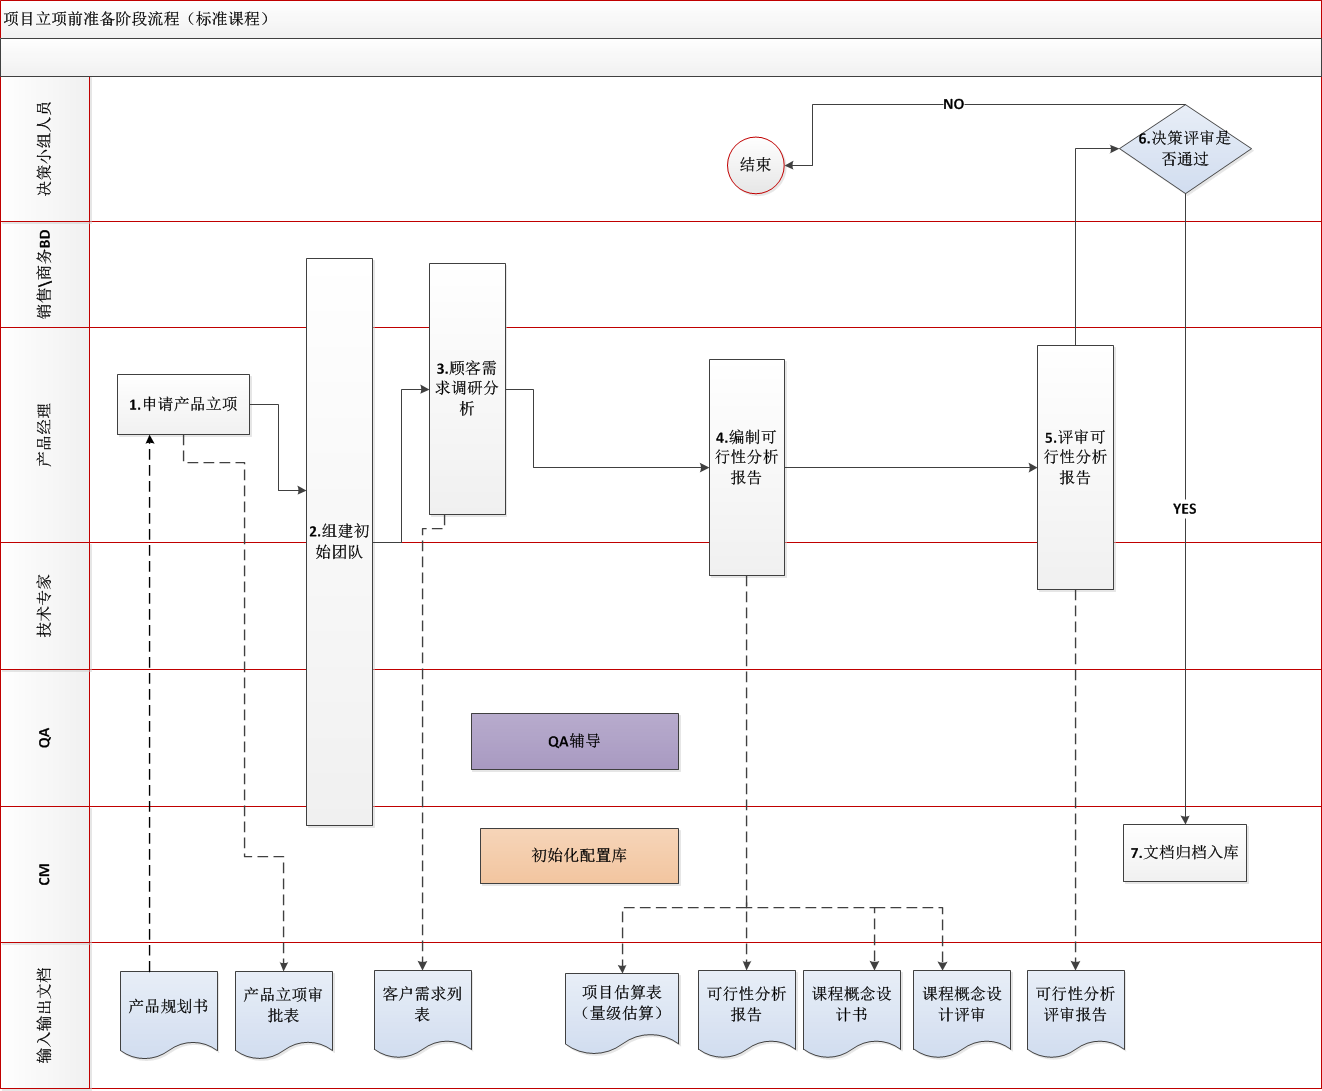 项目立项前准备阶段流程（标准课程）
决策小组人员
NO
结束
6.决策评审是
否通过
销售\商务BD
产品经理
1.申请产品立项
2.组建初
始团队
3.顾客需
求调研分
析
4.编制可
行性分析
报告
5.评审可
行性分析
报告
YES
技术专家
QA
QA辅导
CM
初始化配置库
7.文档归档入库
输入输出文档
产品规划书
产品立项审
批表
客户需求列
表
项目估算表
（量级估算）
可行性分析
报告
课程概念设
计书
课程概念设
计评审
可行性分析
评审报告